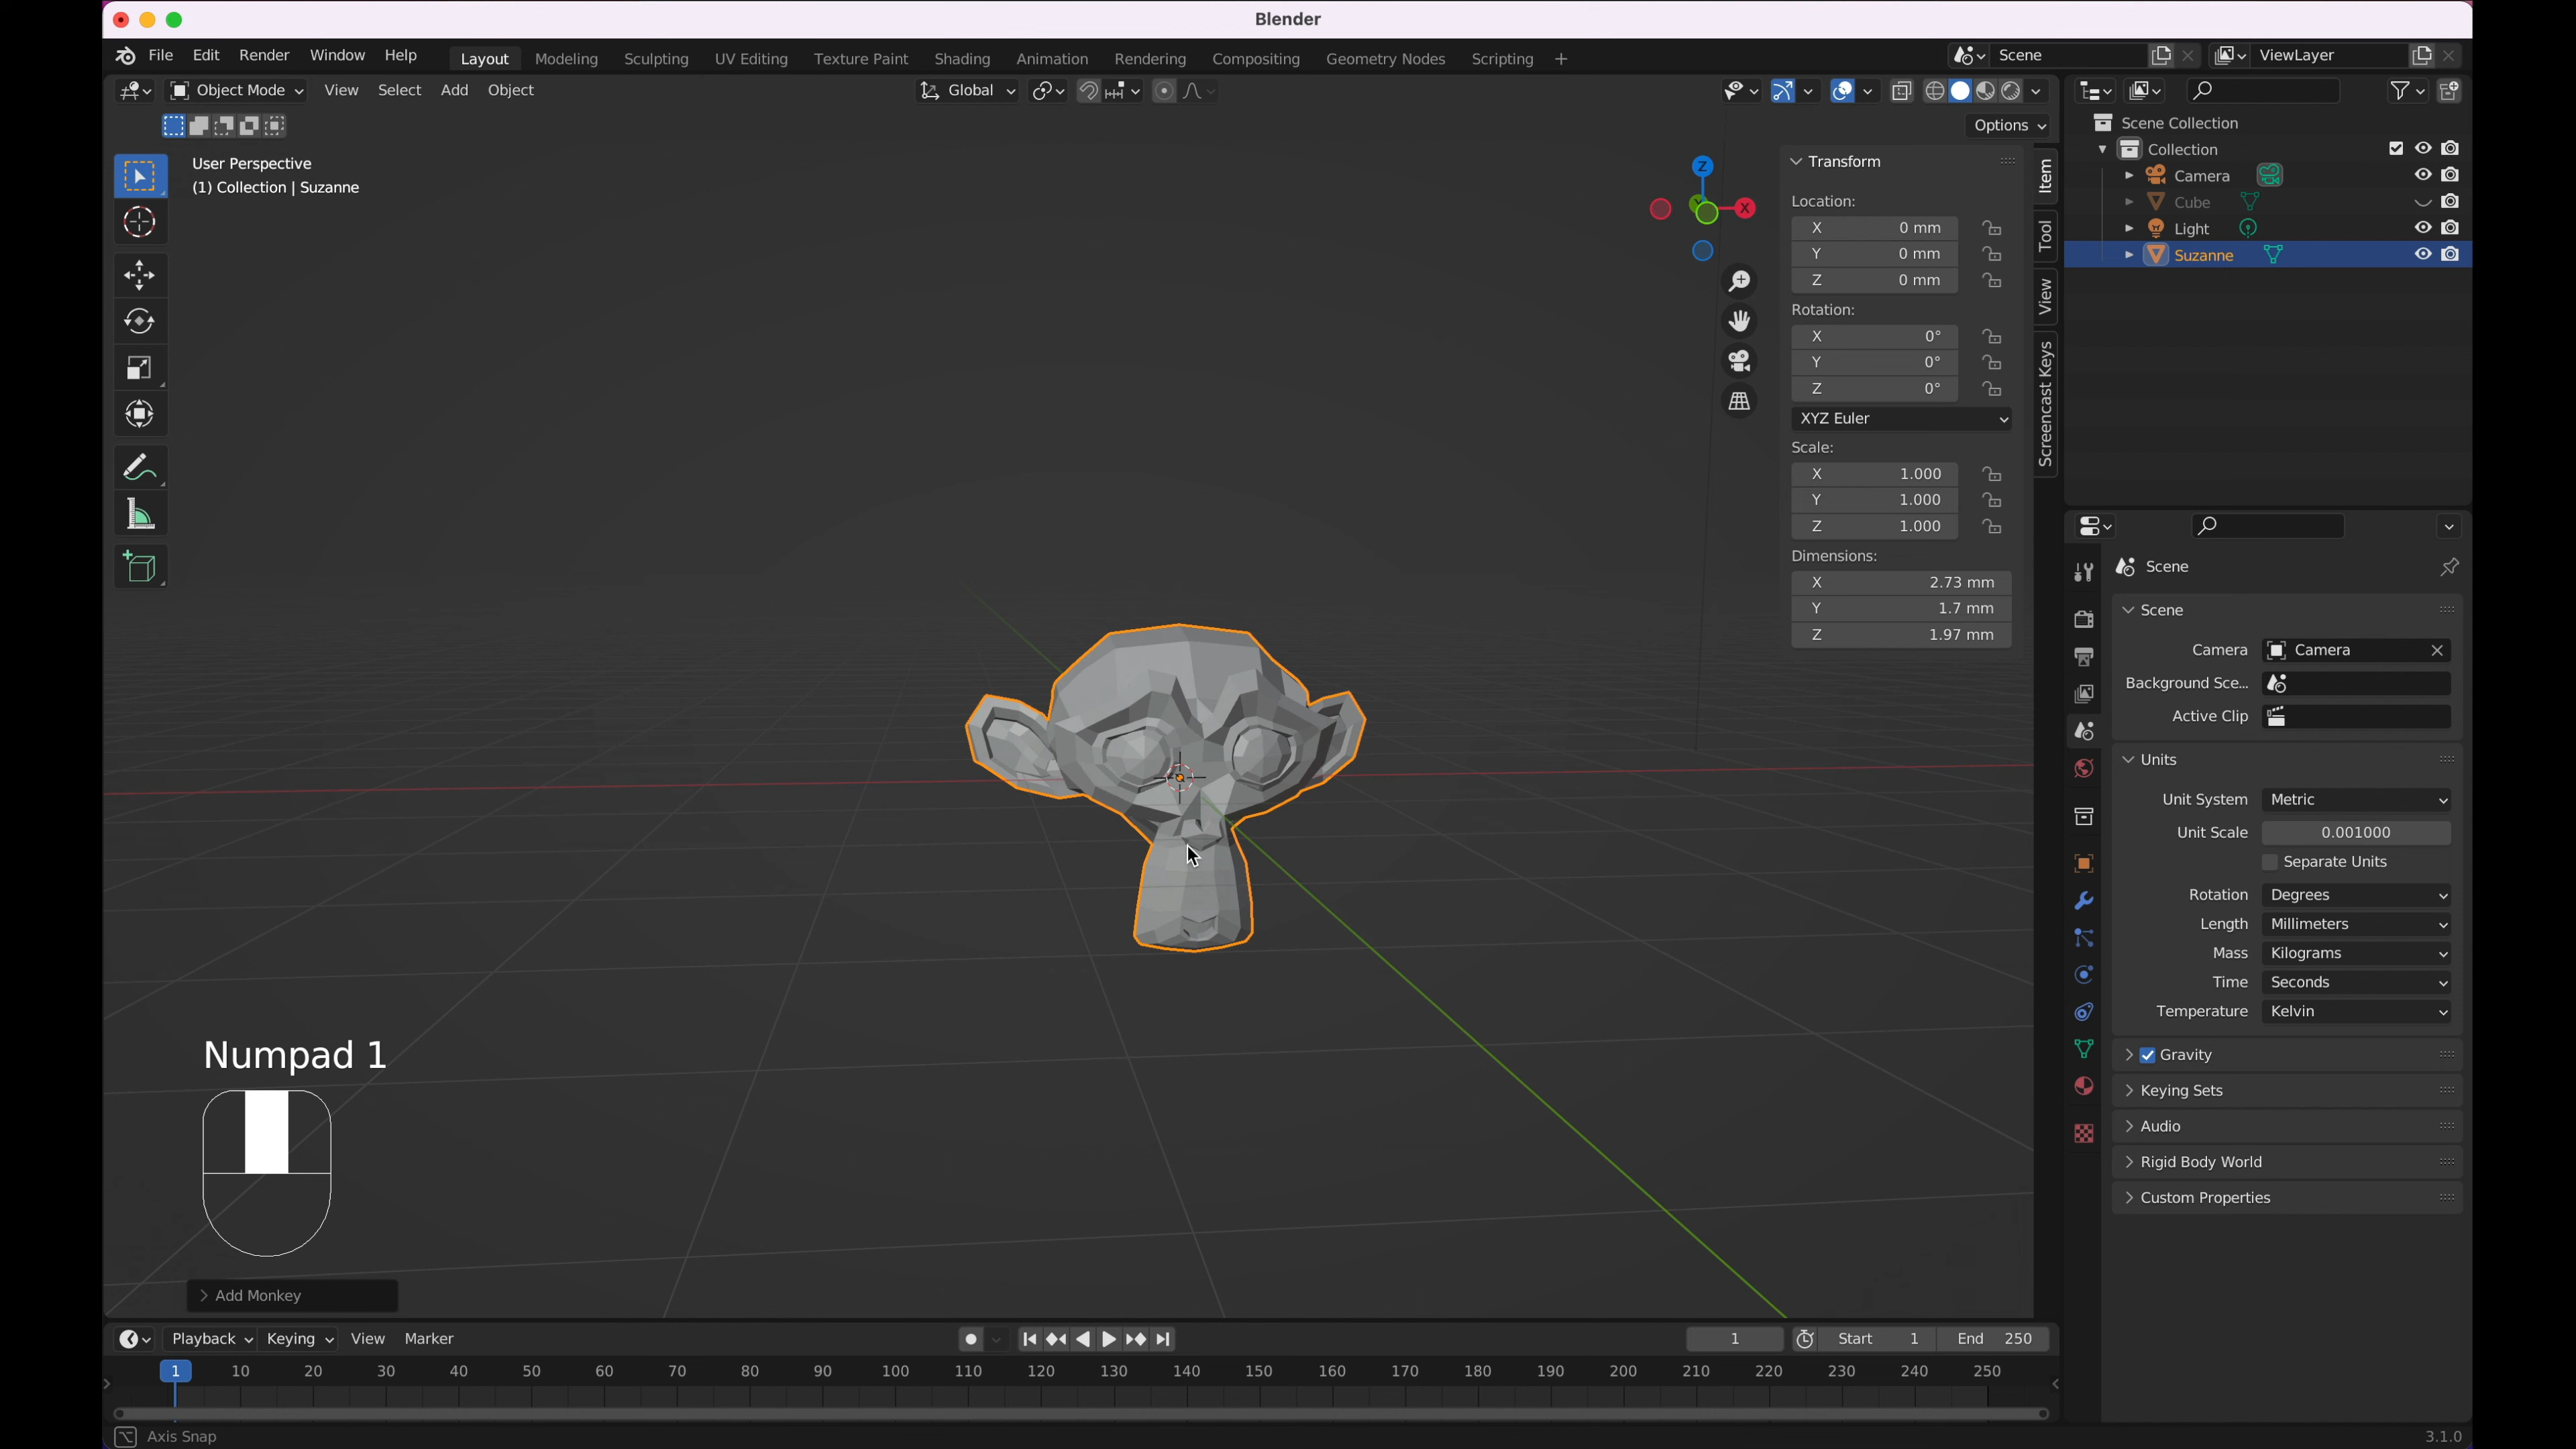 Blender
File Edit Render Window Help Layout Modeling Sculpting UV Editing Texture Paint Shading Animation Rendering Compositing Geometry Nodes Scripting + Scene ViewLayer
Object Mode View Select Add Object Global
Options
User Perspective
(1) Collection | Suzanne
Z
X
Transform
Location:
X 0 mm
Y 0 mm
Z 0 mm
Rotation:
X 0°
Y 0°
Z 0°
XYZ Euler
Scale:
X 1.000
Y 1.000
Z 1.000
Dimensions:
X 2.73 mm
Y 1.7 mm
Z 1.97 mm
Item
Tool
View
Screencast Keys
Scene Collection
Collection
Camera
Cube
Light
Suzanne
Scene
Scene
Camera Camera
Background Sce...
Active Clip
Units
Unit System Metric
Unit Scale 0.001000
Separate Units
Rotation Degrees
Length Millimeters
Mass Kilograms
Time Seconds
Temperature Kelvin
Gravity
Keying Sets
Audio
Rigid Body World
Custom Properties
Numpad 1
Add Monkey
Playback Keying View Marker 1 Start 1 End 250
1 10 20 30 40 50 60 70 80 90 100 110 120 130 140 150 160 170 180 190 200 210 220 230 240 250
Axis Snap
3.1.0